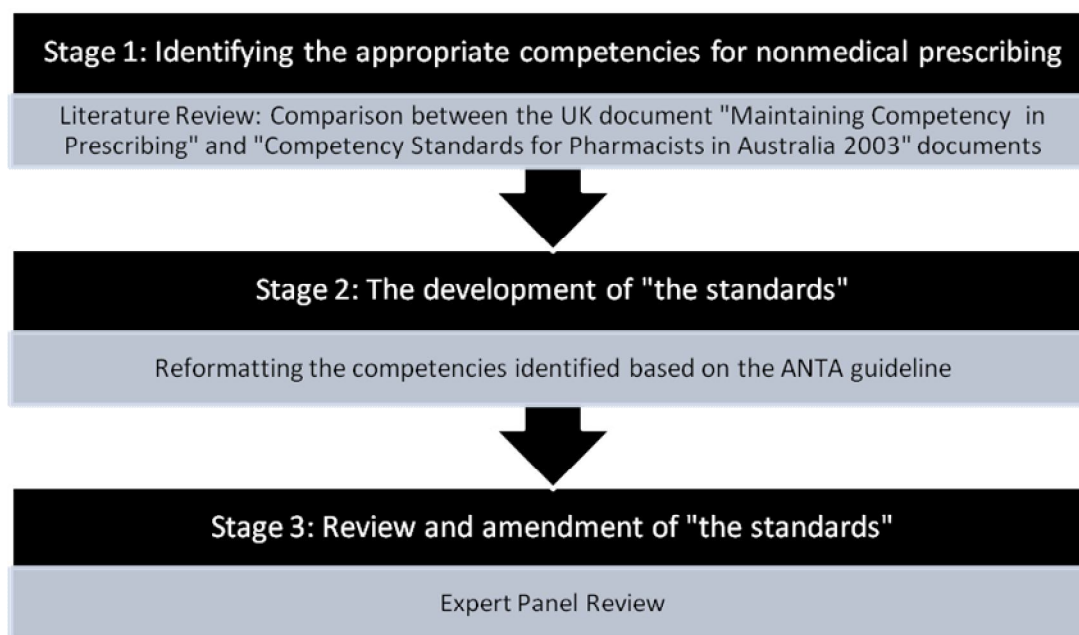 Stage 1: Identifying the appropriate competencies for nonmedical prescribing
Literature Review: Comparison between the UK document "Maintaining Competency in
Prescribing" and "Competency Standards for Pharmacists in Australia 2003" documents
Stage 2: The development of "the standards"
Reformatting the competencies identified based on the ANTA guideline
Stage 3: Review and amendment of "the standards"
Expert Panel Review